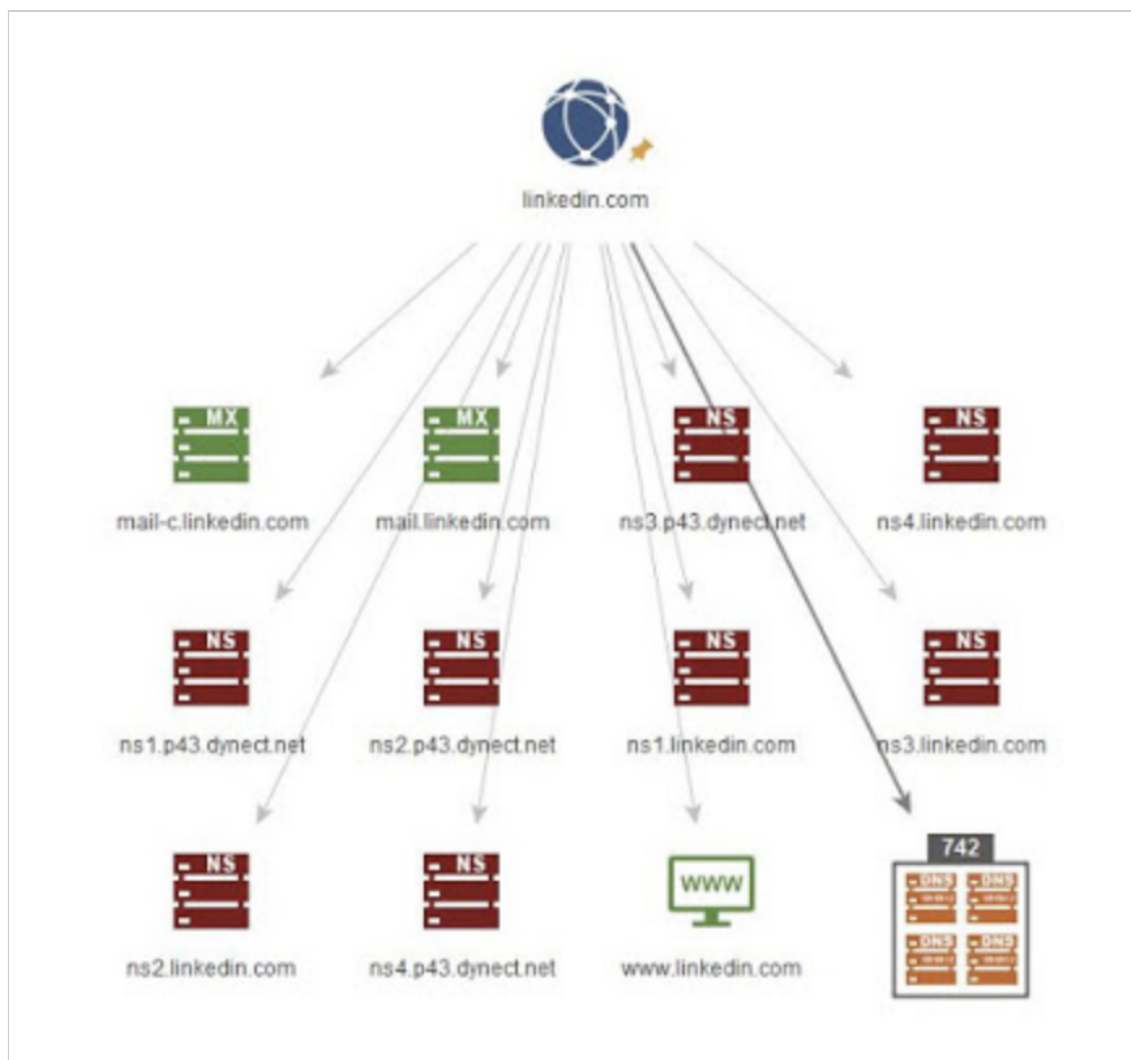 linkedin.com
MX
MX
NS
NS
mail-c.linkedin.com
mail.linkedin.com
ns3.p43.dynect.net
ns4.linkedin.com
NS
NS
NS
NS
ns1.p43.dynect.net
ns2.p43.dynect.net
ns1.linkedin.com
ns3.linkedin.com
742
NS
NS
WWW
DNS
DNS
DNS
DNS
ns2.linkedin.com
ns4.p43.dynect.net
www.linkedin.com